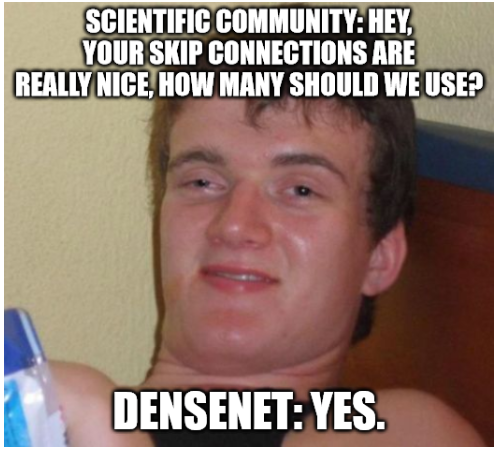 SCIENTIFIC COMMUNITY: HEY,
YOUR SKIP CONNECTIONS ARE
REALLY NICE, HOW MANY SHOULD WE USE?
DENSENET: YES.